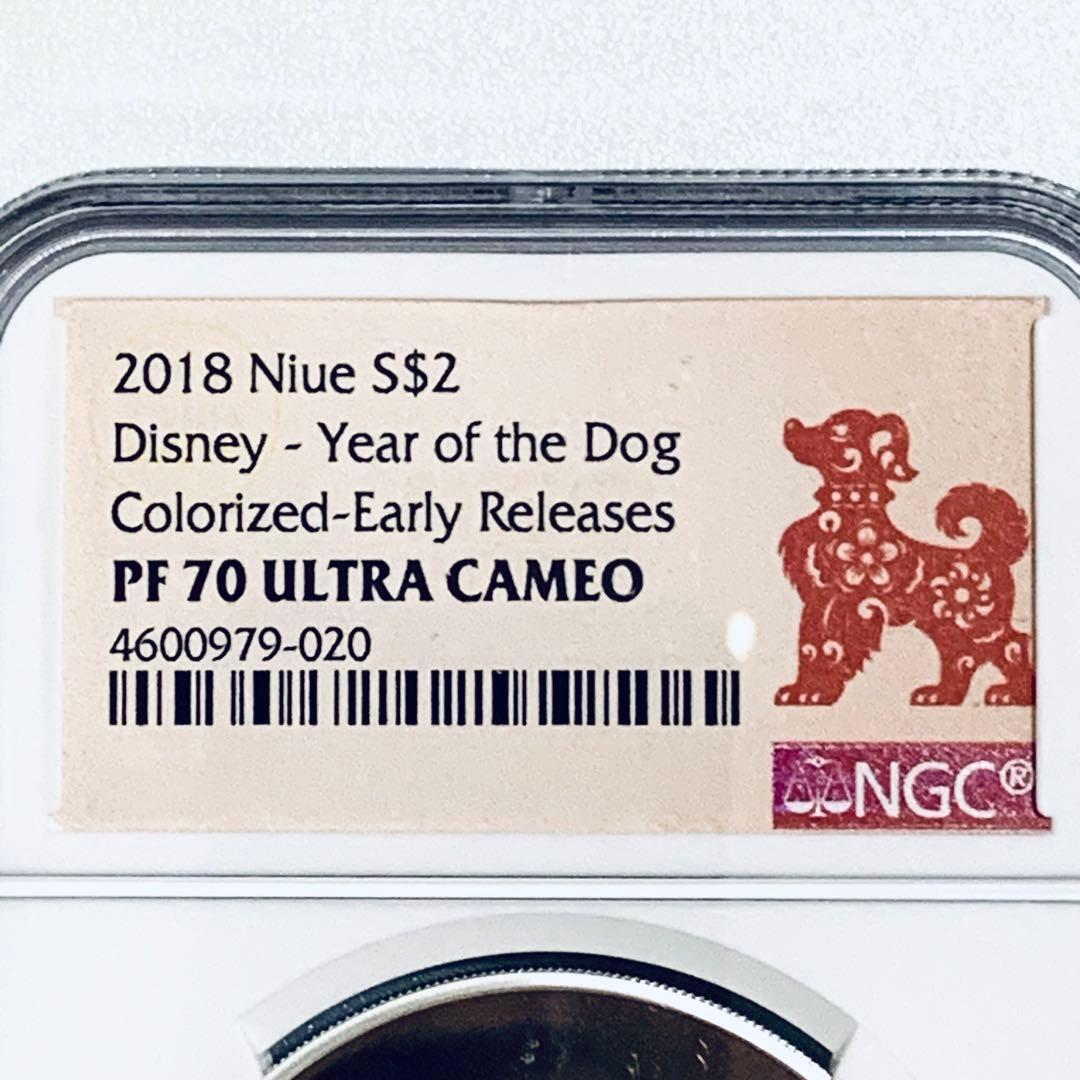 2018 Niue S$2
Disney - Year of the Dog
Colorized-Early Releases
PF 70 ULTRA CAMEO
4600979-020
NGC®